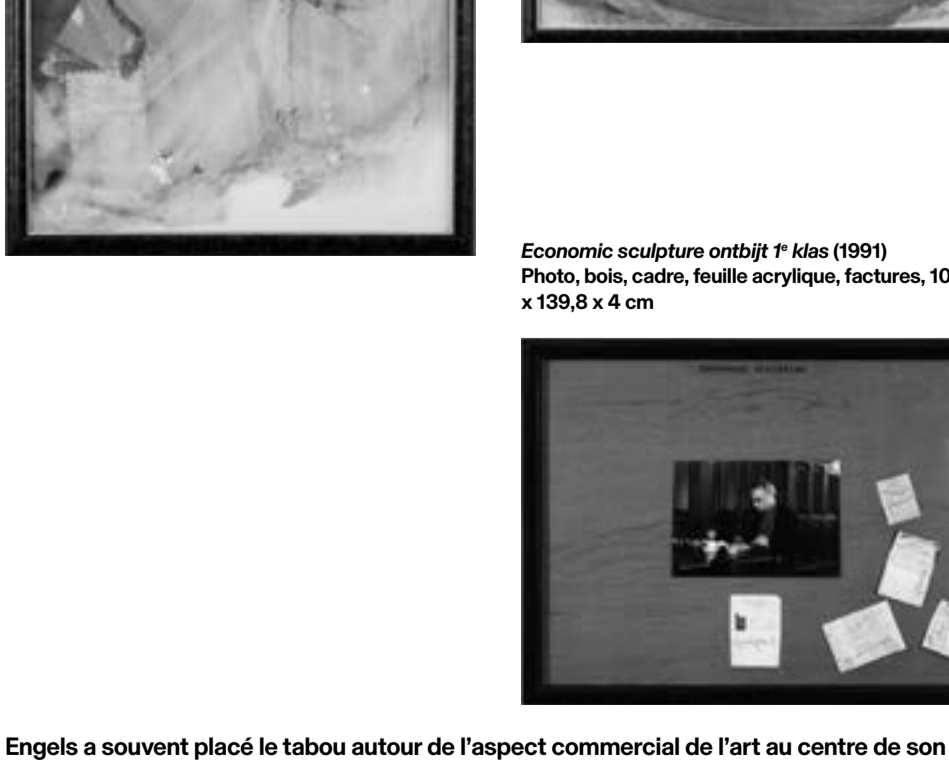 Economic sculpture ontbijt 1ᵉ klas (1991)
Photo, bois, cadre, feuille acrylique, factures, 10
x 139,8 x 4 cm
Engels a souvent placé le tabou autour de l’aspect commercial de l’art au centre de son